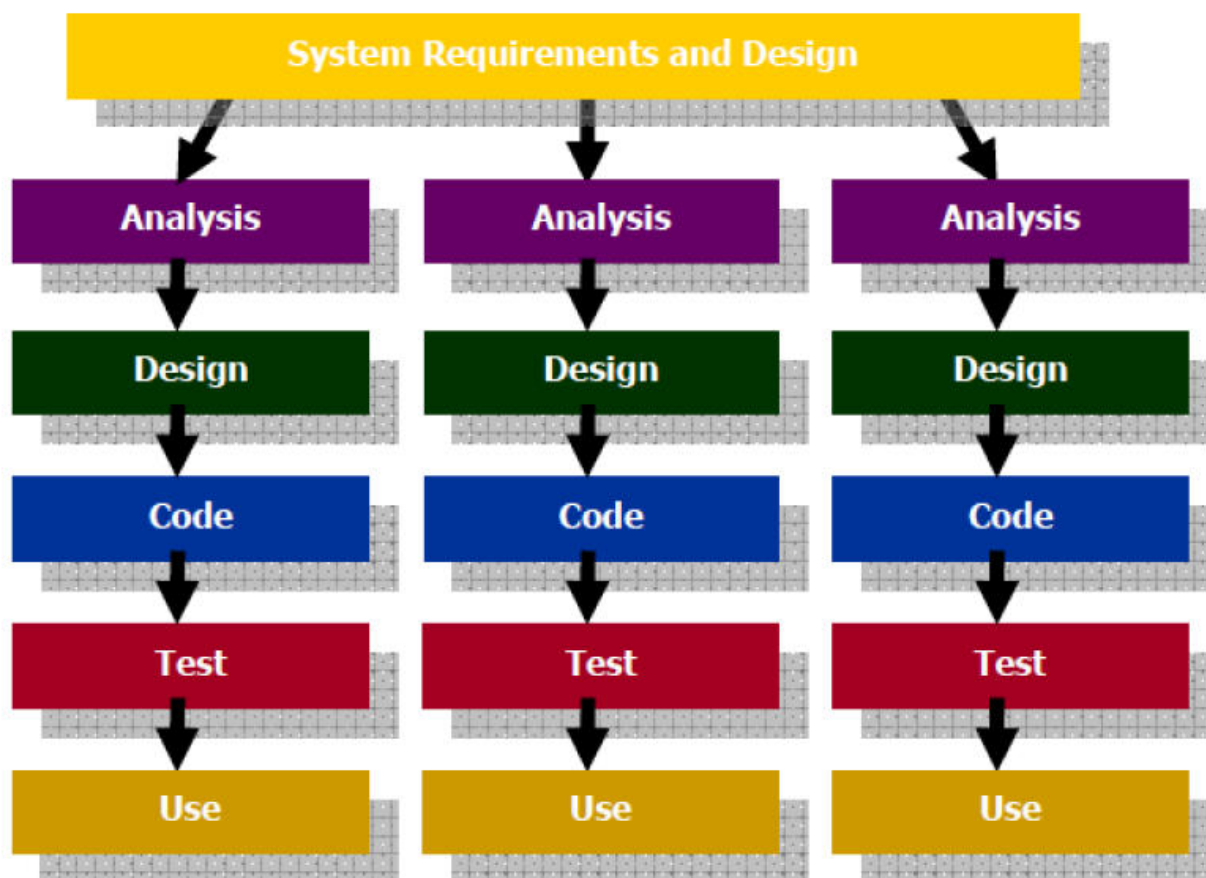 System Requirements and Design
Analysis
Analysis
Analysis
Design
Design
Design
Code
Code
Code
Test
Test
Test
Use
Use
Use